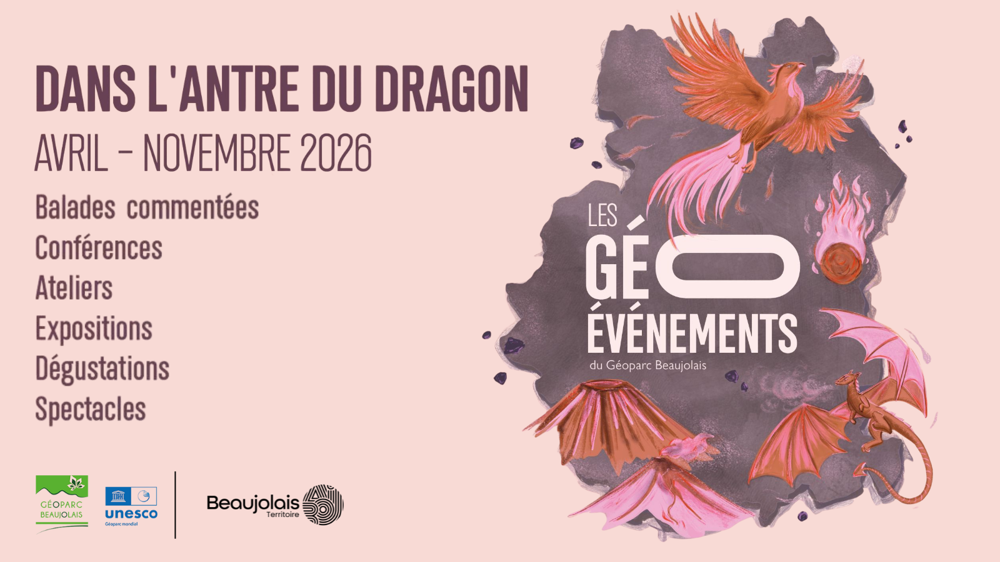 DANS L'ANTRE DU DRAGON
AVRIL – NOVEMBRE 2026
Balades commentées
Conférences
Ateliers
Expositions
Dégustations
Spectacles
LES
GÉO
ÉVÉNEMENTS
du Géoparc Beaujolais
GÉOPARC
BEAUJOLAIS
unesco
Géoparc mondial
Beaujolais
Territoire